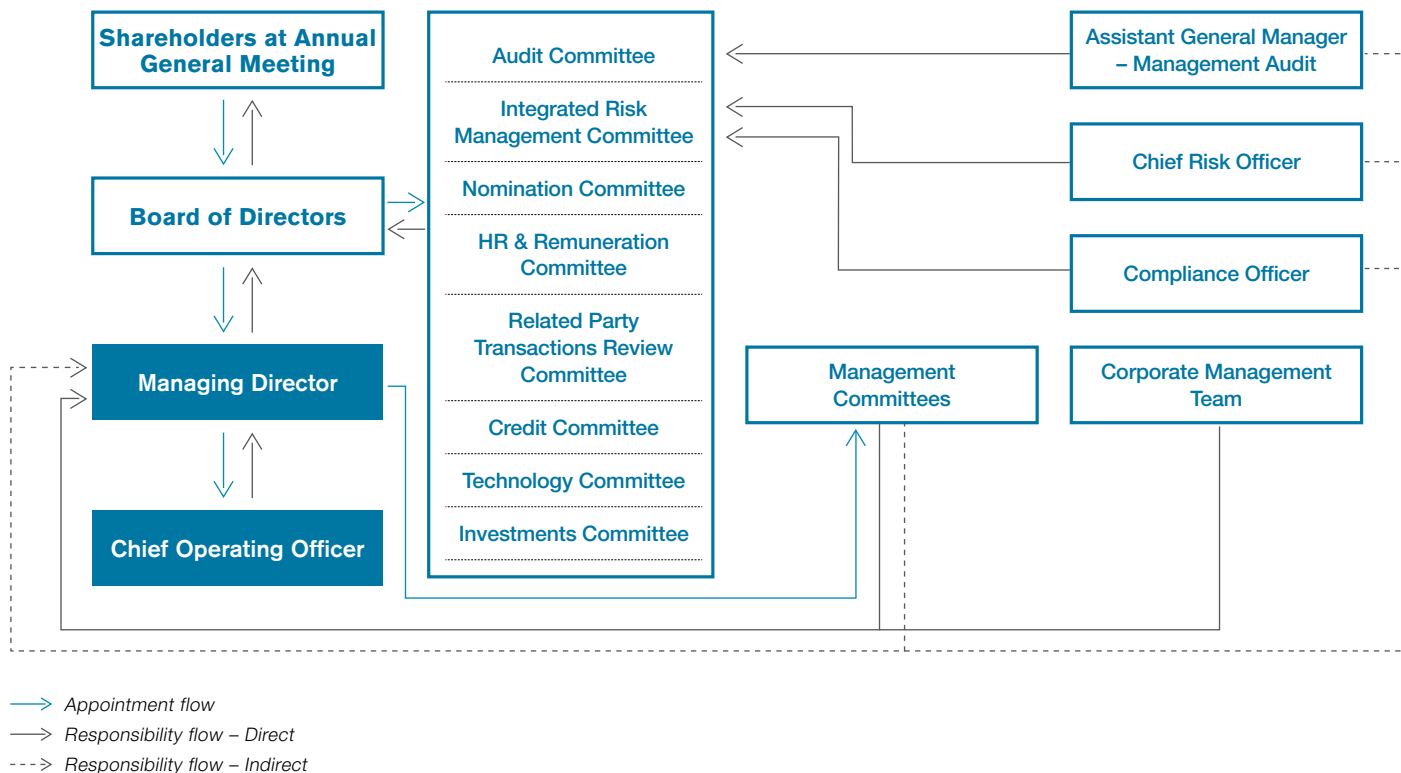 Shareholders at Annual
General Meeting
Board of Directors
Managing Director
Chief Operating Officer
Audit Committee
Integrated Risk
Management Committee
Nomination Committee
HR & Remuneration
Committee
Related Party
Transactions Review
Committee
Credit Committee
Technology Committee
Investments Committee
Assistant General Manager
– Management Audit
Chief Risk Officer
Compliance Officer
Management
Committees
Corporate Management
Team
Appointment flow
Responsibility flow – Direct
Responsibility flow – Indirect